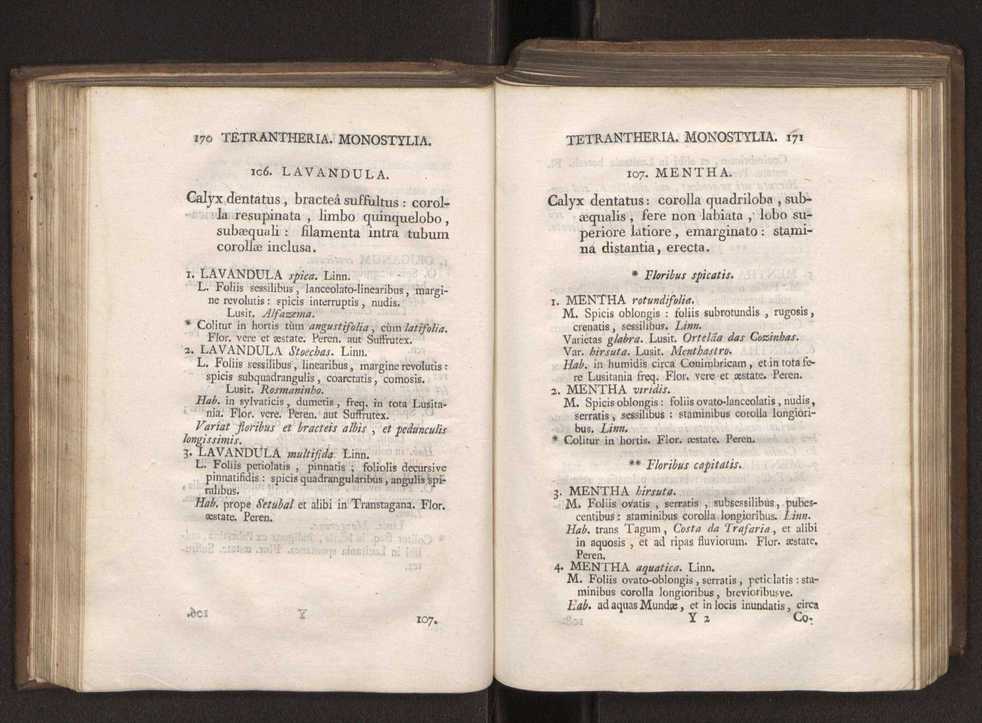 170 TETRANTHERIA. MONOSTYLIA.
106. LAVANDULA.
Calyx dentatus, bracteâ suffultus: corol-
la resupinata, limbo quinquelobo,
subæquali: filamenta intra tubum
corollæ inclusa.
1. LAVANDULA spica. Linn.
L. Foliis sessilibus, lanceolato-linearibus, margi-
ne revolutis: spicis interruptis, nudis.
Lusit. Alfazema.
* Colitur in hortis tùm angustifolia, cùm latifolia.
Flor. vere et æstate. Peren. aut Suffrutex.
2. LAVANDULA Stoechas. Linn.
L. Foliis sessilibus, linearibus, margine revolutis:
spicis subquadrangulis, coarctatis, comosis.
Lusit. Rosmaninho.
Hab. in sylvaticis, dumetis, freq. in tota Lusita-
nia. Flor. vere. Peren. aut Suffrutex.
Variat floribus et bracteis albis, et pedunculis
longissimis.
3. LAVANDULA multifida. Linn.
L. Foliis petiolatis, pinnatis; foliolis decursive
pinnatifidis: spicis quadrangularibus, angulis spi-
ralibus.
Hab. prope Setubal et alibi in Transtagana. Flor.
æstate. Peren.
107.
TETRANTHERIA. MONOSTYLIA. 171
107. MENTHA.
Calyx dentatus: corolla quadriloba, sub-
æqualis, fere non labiata, lobo su-
periore latiore, emarginato: stami-
na distantia, erecta.
* Floribus spicatis.
1. MENTHA rotundifolia.
M. Spicis oblongis: foliis subrotundis, rugosis,
crenatis, sessilibus. Linn.
Varietas glabra. Lusit. Ortelãa das Cozinhas.
Var. hirsuta. Lusit. Menthastro.
Hab. in humidis circa Conimbricam, et in tota fe-
re Lusitania freq. Flor. vere et æstate. Peren.
2. MENTHA viridis.
M. Spicis oblongis: foliis ovato-lanceolatis, nudis,
serratis, sessilibus: staminibus corolla longiori-
bus. Linn.
* Colitur in hortis. Flor. æstate. Peren.
** Floribus capitatis.
3. MENTHA hirsuta.
M. Foliis ovatis, serratis, subsessilibus, pubes-
centibus: staminibus corolla longioribus. Linn.
Hab. trans Tagum, Costa da Trafaria, et alibi
in aquosis, et ad ripas fluviorum. Flor. æstate.
Peren.
4. MENTHA aquatica. Linn.
M. Foliis ovato-oblongis, serratis, petiolatis: sta-
minibus corolla longioribus, brevioribusve.
Hab. ad aquas Mundæ, et in locis inundatis, circa
Y 2 Co-